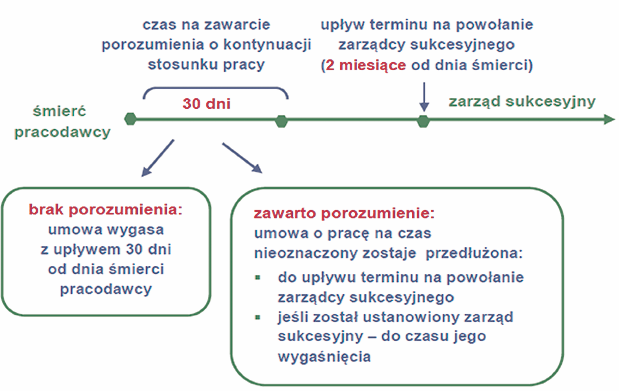 czas na zawarcie
porozumienia o kontynuacji
stosunku pracy
upływ terminu na powołanie
zarządcy sukcesyjnego
(2 miesiące od dnia śmierci)
śmierć
pracodawcy
30 dni
zarząd sukcesyjny
brak porozumienia:
umowa wygasa
z upływem 30 dni
od dnia śmierci
pracodawcy
zawarto porozumienie:
umowa o pracę na czas
nieoznaczony zostaje przedłużona:
▪ do upływu terminu na powołanie
zarządcy sukcesyjnego
▪ jeśli został ustanowiony zarząd
sukcesyjny – do czasu jego
wygaśnięcia